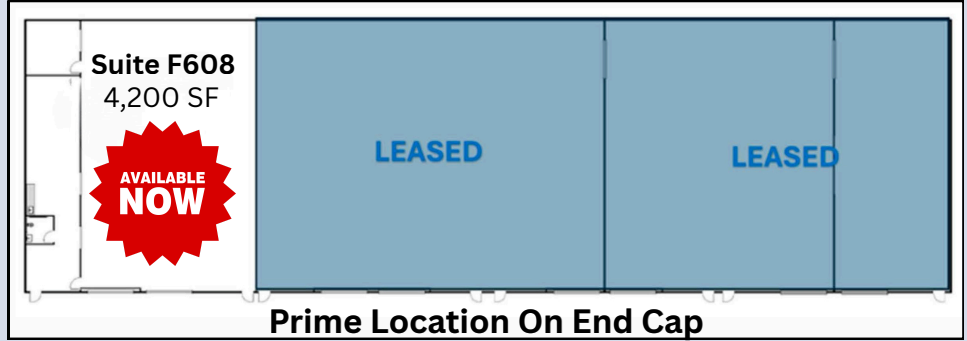 Suite F608
4,200 SF
AVAILABLE
NOW
LEASED
LEASED
Prime Location On End Cap